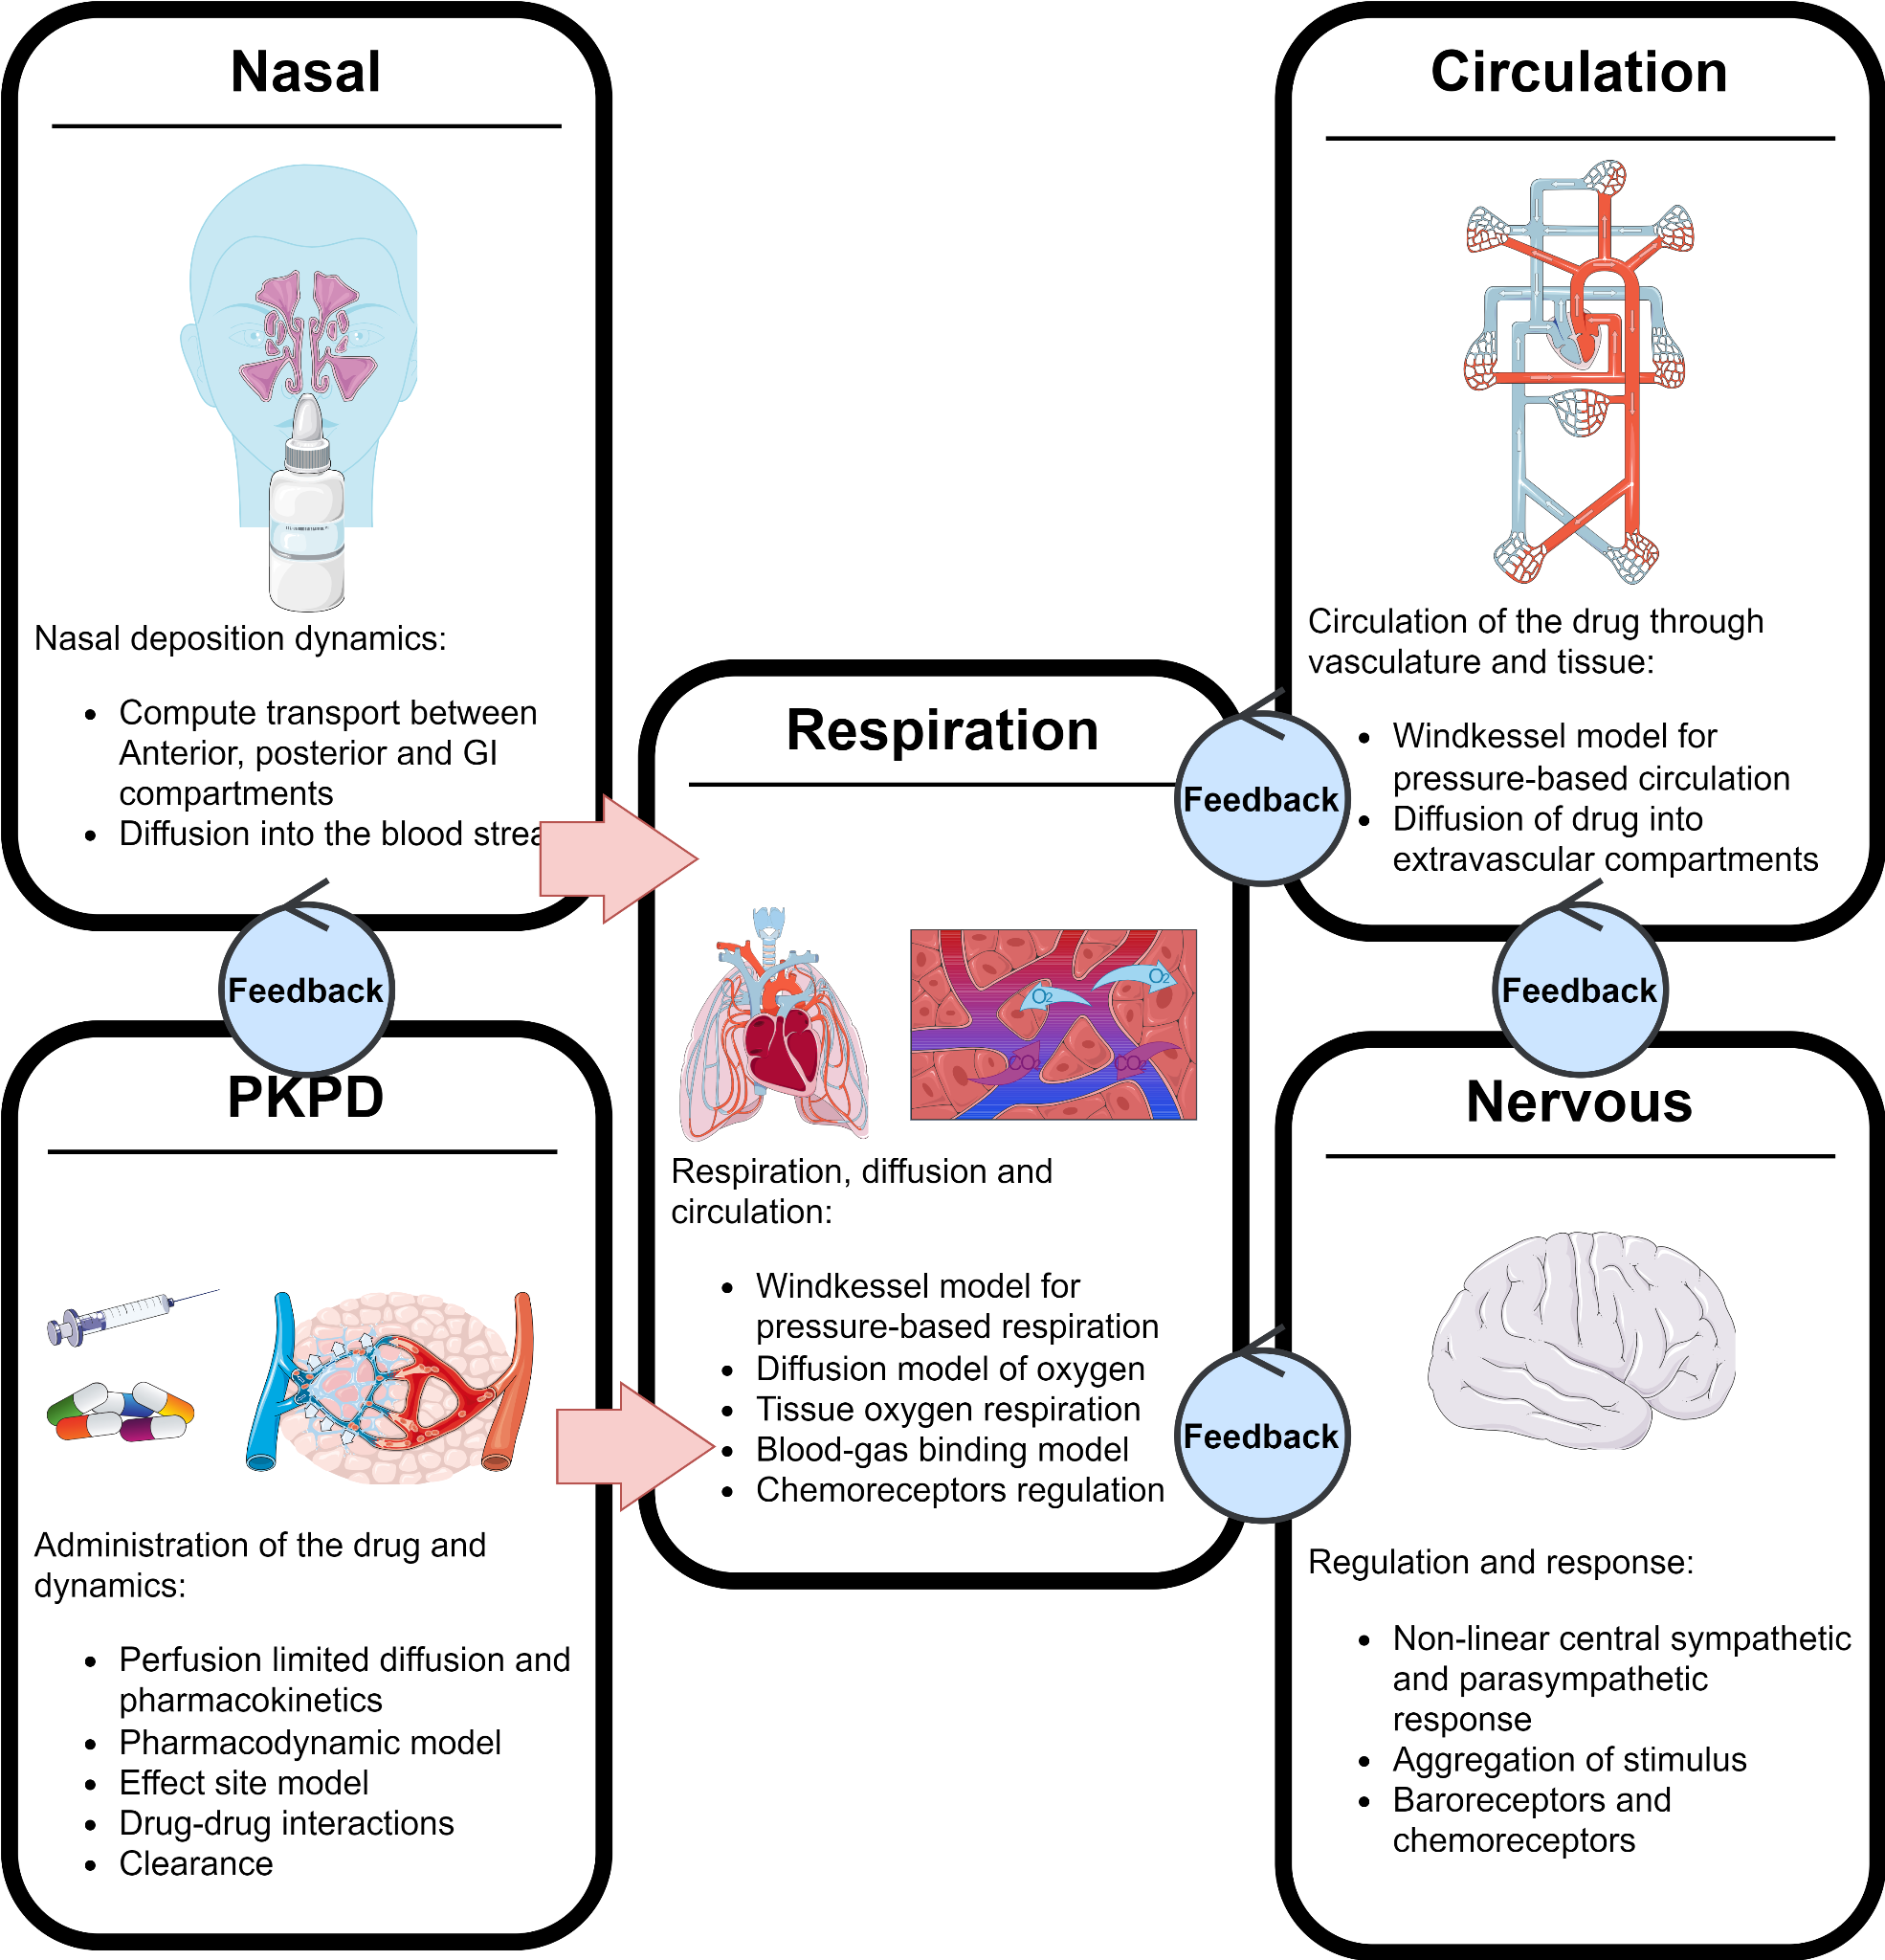 Nasal
Nasal deposition dynamics:
• Compute transport between
Anterior, posterior and GI
compartments
• Diffusion into the blood strea
Feedback
PKPD
Administration of the drug and
dynamics:
• Perfusion limited diffusion and
pharmacokinetics
• Pharmacodynamic model
• Effect site model
• Drug-drug interactions
• Clearance
Respiration
O2
O2
CO2
CO2
Respiration, diffusion and
circulation:
• Windkessel model for
pressure-based respiration
• Diffusion model of oxygen
• Tissue oxygen respiration
• Blood-gas binding model
• Chemoreceptors regulation
Feedback
Feedback
Circulation
Circulation of the drug through
vasculature and tissue:
• Windkessel model for
pressure-based circulation
• Diffusion of drug into
extravascular compartments
Feedback
Nervous
Regulation and response:
• Non-linear central sympathetic
and parasympathetic
response
• Aggregation of stimulus
• Baroreceptors and
chemoreceptors